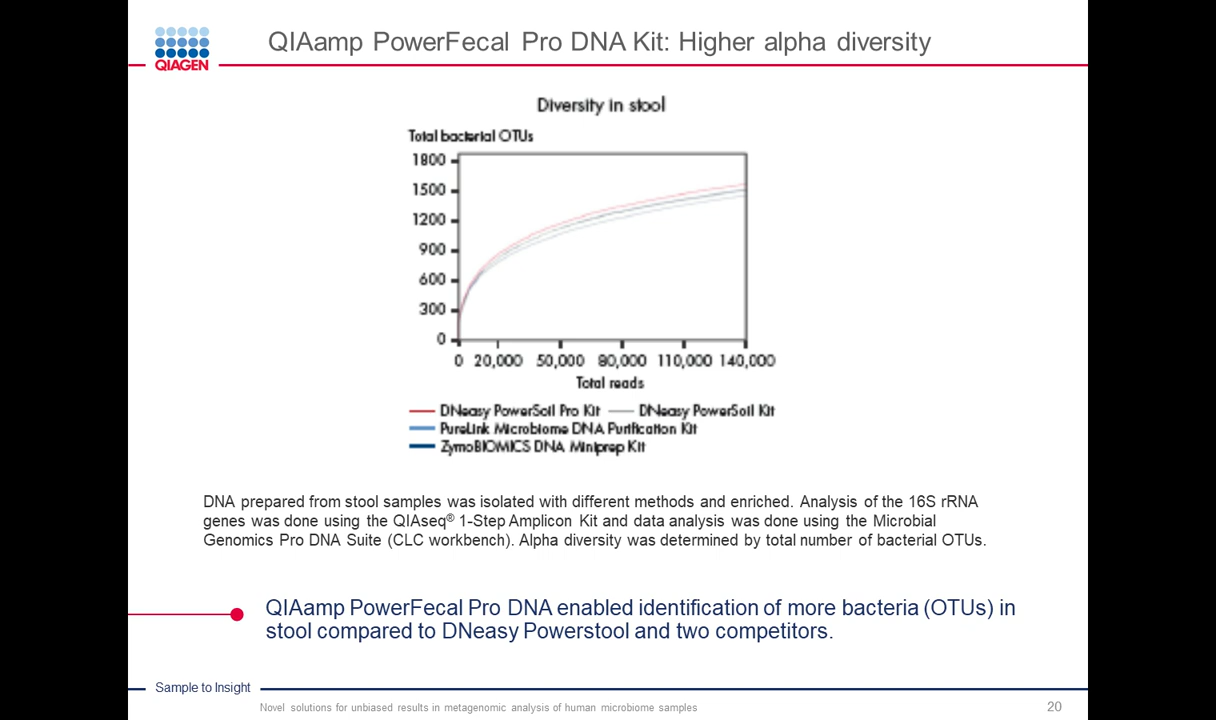 QIAGEN
QIAamp PowerFecal Pro DNA Kit: Higher alpha diversity
Diversity in stool
Total bacterial OTUs
1800
1500
1200
900
600
300
0
0 20,000 50,000 80,000 110,000 140,000
Total reads
DNeasy PowerSoil Pro Kit DNeasy PowerSoil Kit
PureLink Microbiome DNA Purification Kit
ZymoBIOMICS DNA Miniprep Kit
DNA prepared from stool samples was isolated with different methods and enriched. Analysis of the 16S rRNA
genes was done using the QIAseq® 1-Step Amplicon Kit and data analysis was done using the Microbial
Genomics Pro DNA Suite (CLC workbench). Alpha diversity was determined by total number of bacterial OTUs.
QIAamp PowerFecal Pro DNA enabled identification of more bacteria (OTUs) in
stool compared to DNeasy Powerstool and two competitors.
Sample to Insight
Novel solutions for unbiased results in metagenomic analysis of human microbiome samples
20